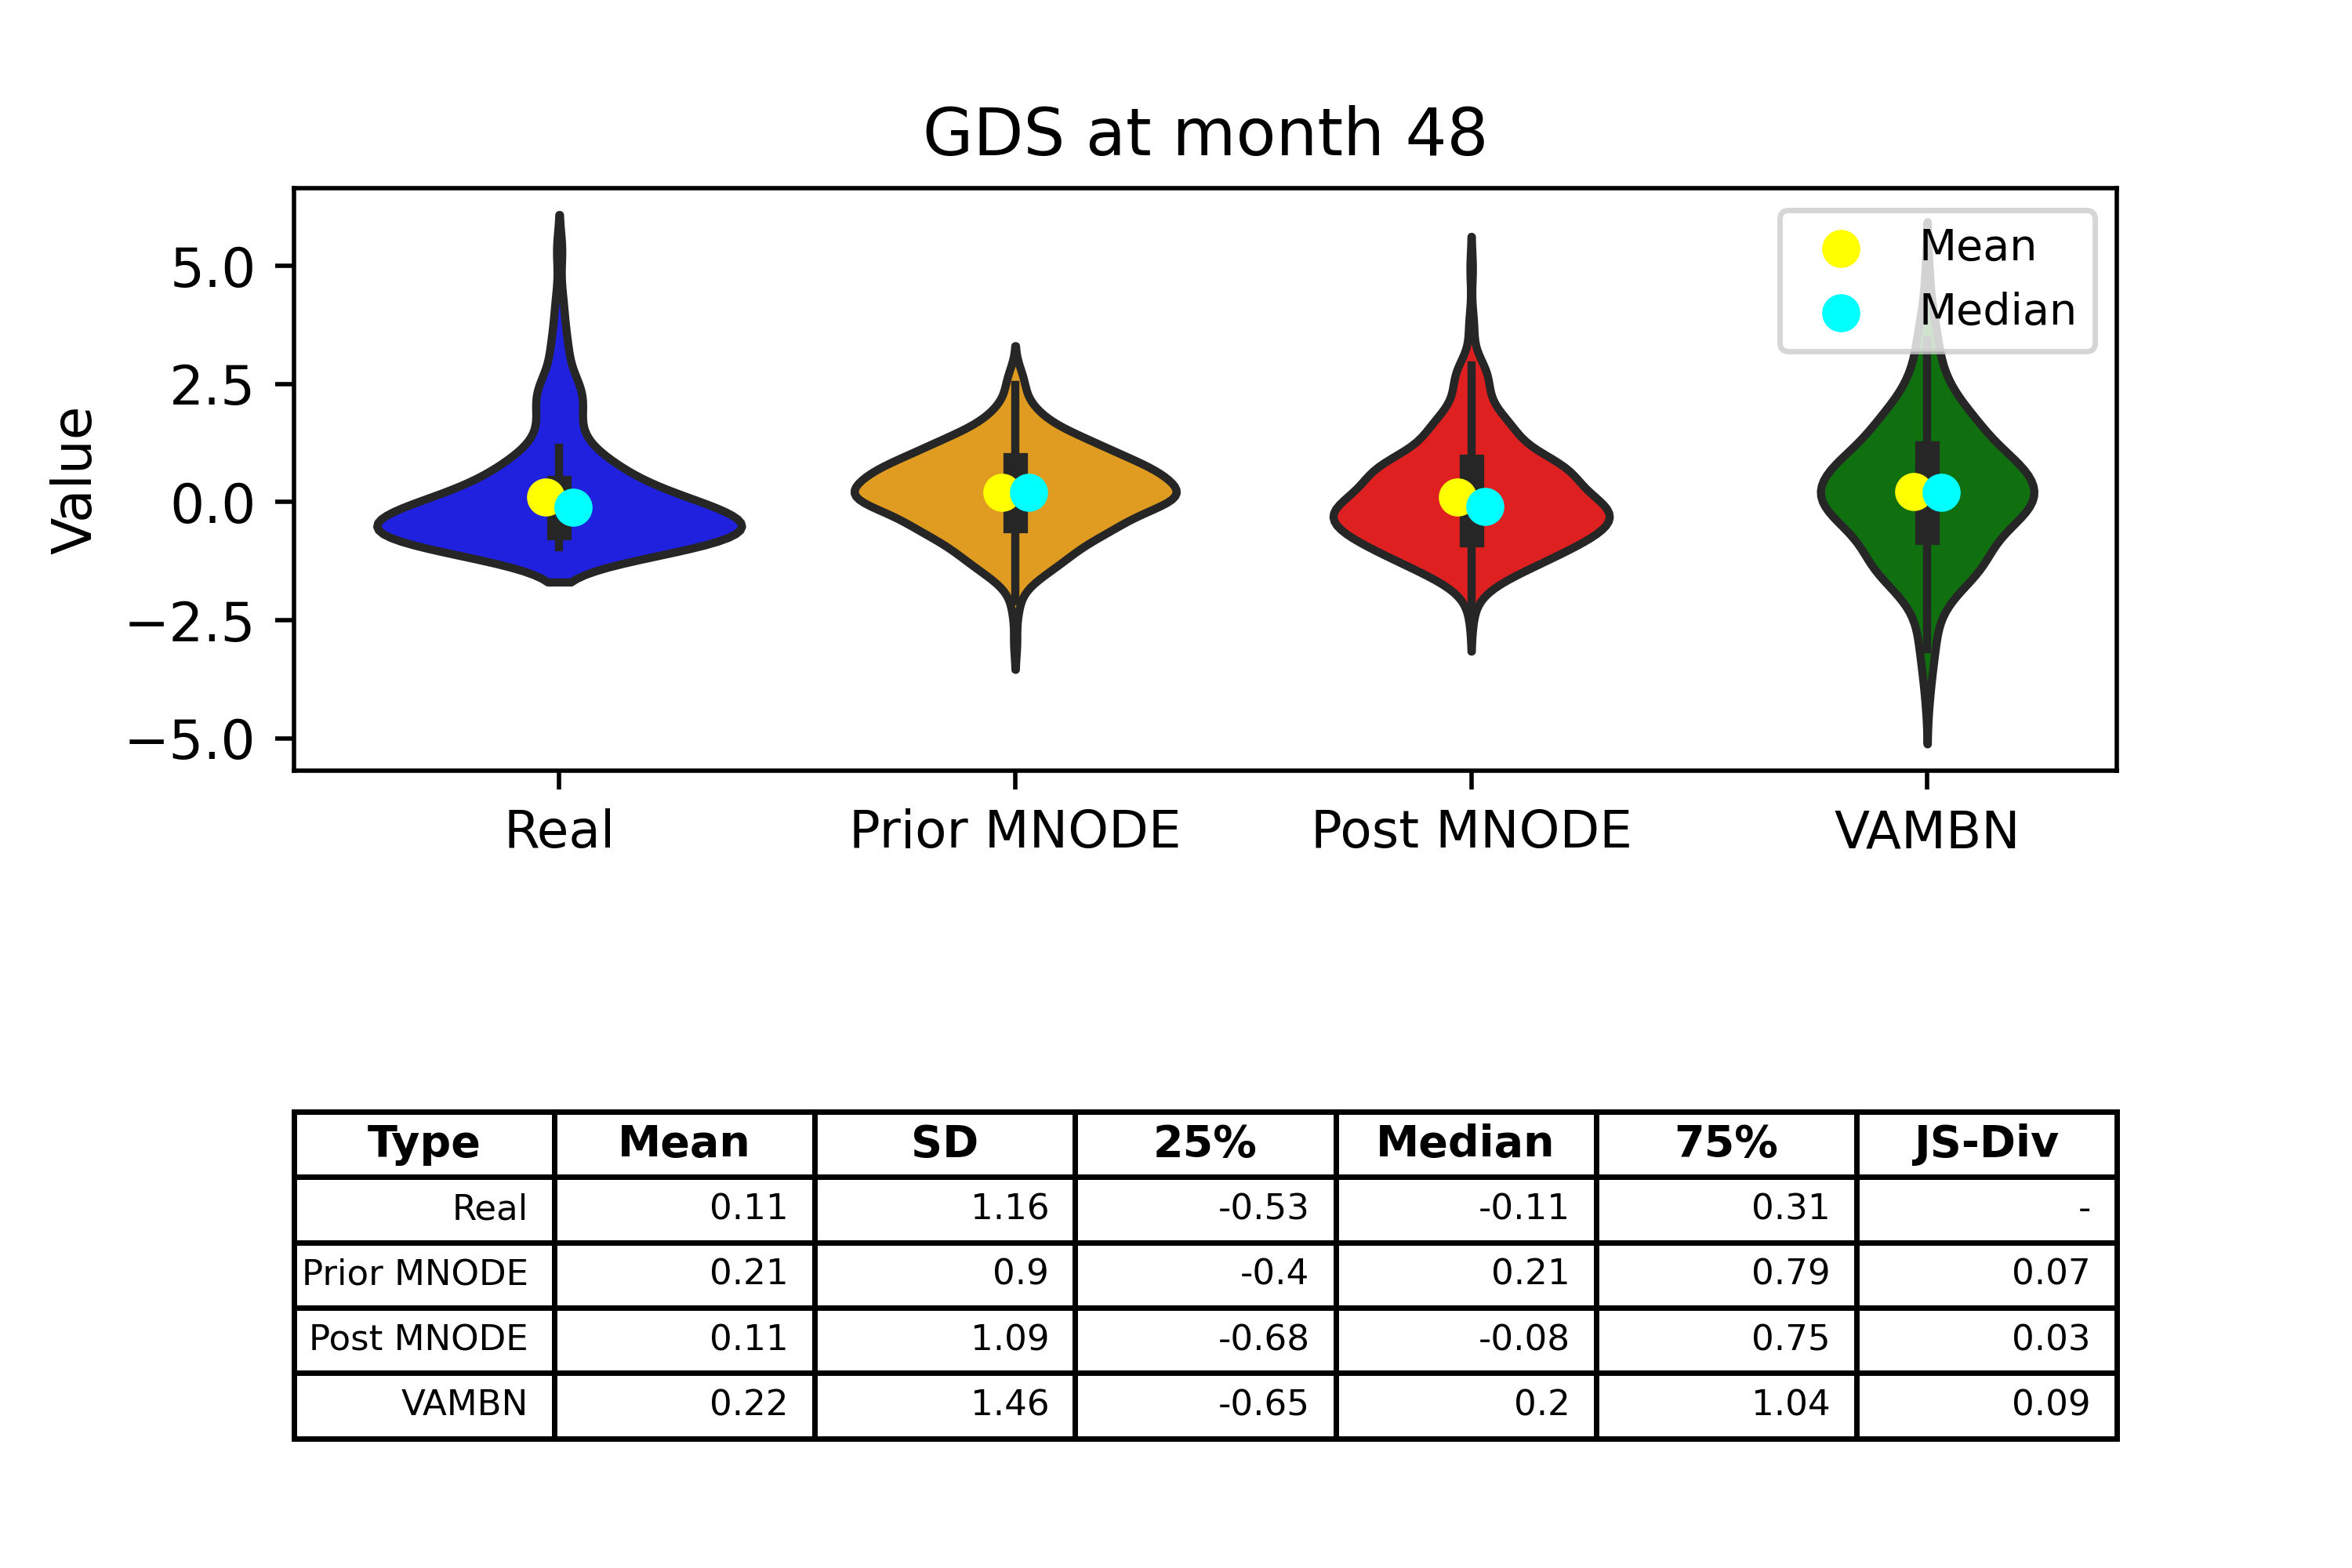 GDS at month 48
Mean
Median
Value
5.0
2.5
0.0
−2.5
−5.0
Real Prior MNODE Post MNODE VAMBN
Type Mean SD 25% Median 75% JS-Div
Real 0.11 1.16 -0.53 -0.11 0.31 -
Prior MNODE 0.21 0.9 -0.4 0.21 0.79 0.07
Post MNODE 0.11 1.09 -0.68 -0.08 0.75 0.03
VAMBN 0.22 1.46 -0.65 0.2 1.04 0.09